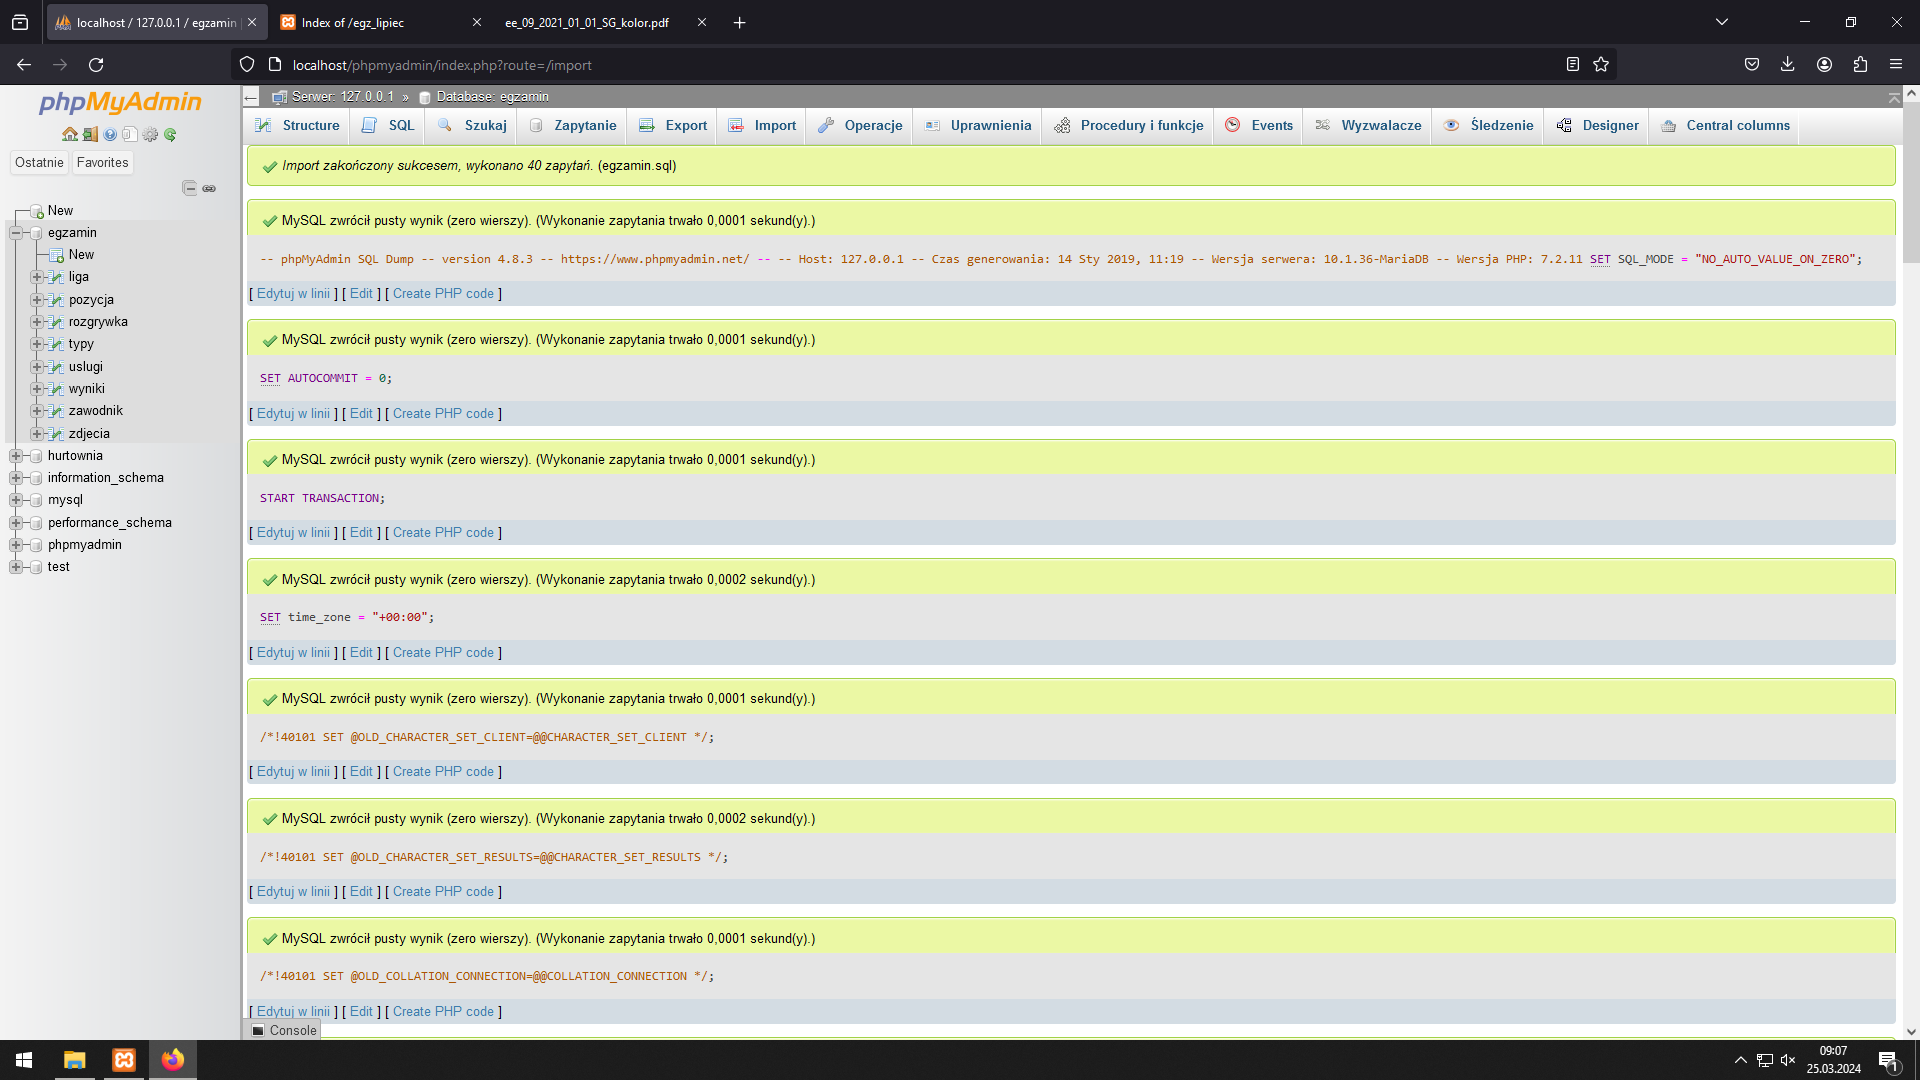 localhost / 127.0.0.1 / egzamin
Index of /egz_lipiec
ee_09_2021_01_01_SG_kolor.pdf
localhost/phpmyadmin/index.php?route=/import
phpMyAdmin
Ostatnie
Favorites
New
egzamin
New
liga
pozycja
rozgrywka
typy
uslugi
wyniki
zawodnik
zdjecia
hurtownia
information_schema
mysql
performance_schema
phpmyadmin
test
Serwer: 127.0.0.1 » Database: egzamin
Structure SQL Szukaj Zapytanie Export Import Operacje Uprawnienia Procedury i funkcje Events Wyzwalacze Śledzenie Designer Central columns
Import zakończony sukcesem, wykonano 40 zapytań. (egzamin.sql)
MySQL zwrócił pusty wynik (zero wierszy). (Wykonanie zapytania trwało 0,0001 sekund(y).)
-- phpMyAdmin SQL Dump -- version 4.8.3 -- https://www.phpmyadmin.net/ -- -- Host: 127.0.0.1 -- Czas generowania: 14 Sty 2019, 11:19 -- Wersja serwera: 10.1.36-MariaDB -- Wersja PHP: 7.2.11 SET SQL_MODE = "NO_AUTO_VALUE_ON_ZERO";
[ Edytuj w linii ] [ Edit ] [ Create PHP code ]
MySQL zwrócił pusty wynik (zero wierszy). (Wykonanie zapytania trwało 0,0001 sekund(y).)
SET AUTOCOMMIT = 0;
[ Edytuj w linii ] [ Edit ] [ Create PHP code ]
MySQL zwrócił pusty wynik (zero wierszy). (Wykonanie zapytania trwało 0,0001 sekund(y).)
START TRANSACTION;
[ Edytuj w linii ] [ Edit ] [ Create PHP code ]
MySQL zwrócił pusty wynik (zero wierszy). (Wykonanie zapytania trwało 0,0002 sekund(y).)
SET time_zone = "+00:00";
[ Edytuj w linii ] [ Edit ] [ Create PHP code ]
MySQL zwrócił pusty wynik (zero wierszy). (Wykonanie zapytania trwało 0,0001 sekund(y).)
/*!40101 SET @OLD_CHARACTER_SET_CLIENT=@@CHARACTER_SET_CLIENT */;
[ Edytuj w linii ] [ Edit ] [ Create PHP code ]
MySQL zwrócił pusty wynik (zero wierszy). (Wykonanie zapytania trwało 0,0002 sekund(y).)
/*!40101 SET @OLD_CHARACTER_SET_RESULTS=@@CHARACTER_SET_RESULTS */;
[ Edytuj w linii ] [ Edit ] [ Create PHP code ]
MySQL zwrócił pusty wynik (zero wierszy). (Wykonanie zapytania trwało 0,0001 sekund(y).)
/*!40101 SET @OLD_COLLATION_CONNECTION=@@COLLATION_CONNECTION */;
[ Edytuj w linii ] [ Edit ] [ Create PHP code ]
Console
09:07
25.03.2024
1